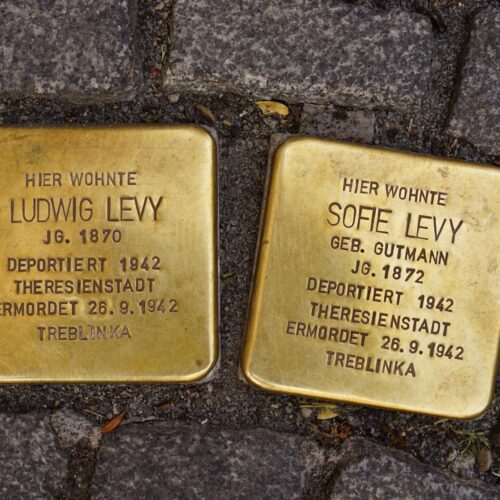 HIER WOHNTE
LUDWIG LEVY
JG. 1870
DEPORTIERT 1942
THERESIENSTADT
ERMORDET 26.9.1942
TREBLINKA
HIER WOHNTE
SOFIE LEVY
GEB. GUTMANN
JG. 1872
DEPORTIERT 1942
THERESIENSTADT
ERMORDET 26.9.1942
TREBLINKA